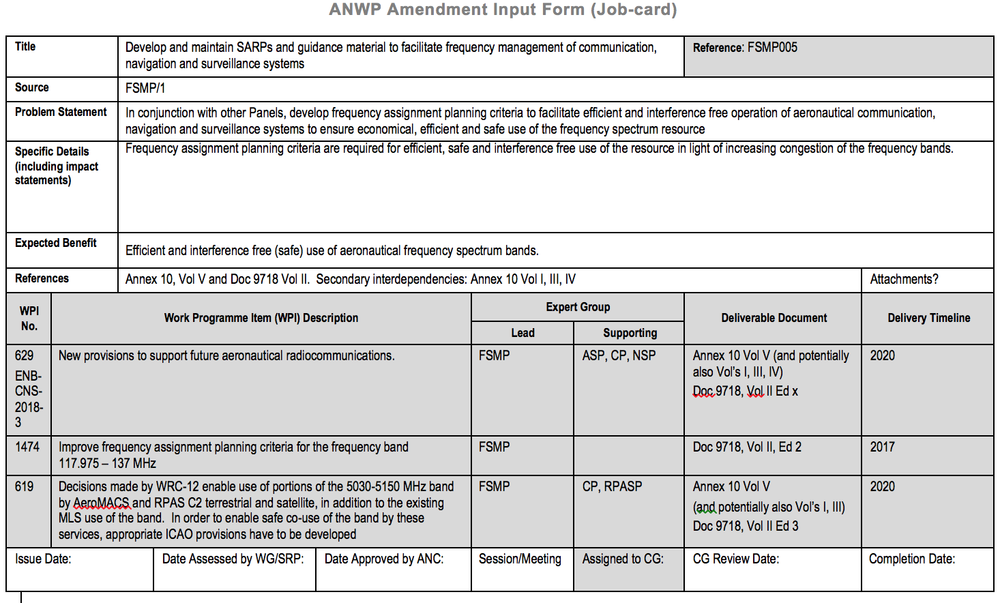 ANWP Amendment Input Form (Job-card)
Title
Develop and maintain SARPs and guidance material to facilitate frequency management of communication,
navigation and surveillance systems
Reference: FSMP005
Source
FSMP/1
Problem Statement
In conjunction with other Panels, develop frequency assignment planning criteria to facilitate efficient and interference free operation of aeronautical communication,
navigation and surveillance systems to ensure economical, efficient and safe use of the frequency spectrum resource
Specific Details
(including impact
statements)
Frequency assignment planning criteria are required for efficient, safe and interference free use of the resource in light of increasing congestion of the frequency bands.
Expected Benefit
Efficient and interference free (safe) use of aeronautical frequency spectrum bands.
References
Annex 10, Vol V and Doc 9718 Vol II.  Secondary interdependencies: Annex 10 Vol I, III, IV
Attachments?
WPI
No.
Work Programme Item (WPI) Description
Expert Group
Lead
Supporting
Deliverable Document
Delivery Timeline
629
ENB-
CNS-
2018-
3
New provisions to support future aeronautical radiocommunications.
FSMP
ASP, CP, NSP
Annex 10 Vol V (and potentially
also Vol's I, III, IV)
Doc 9718, Vol II Ed x
2020
1474
Improve frequency assignment planning criteria for the frequency band
117.975 – 137 MHz
FSMP
Doc 9718, Vol II, Ed 2
2017
619
Decisions made by WRC-12 enable use of portions of the 5030-5150 MHz band
by AeroMACS and RPAS C2 terrestrial and satellite, in addition to the existing
MLS use of the band.  In order to enable safe co-use of the band by these
services, appropriate ICAO provisions have to be developed
FSMP
CP, RPASP
Annex 10 Vol V
(and potentially also Vol's I, III)
Doc 9718, Vol II Ed 3
2020
Issue Date:
Date Assessed by WG/SRP:
Date Approved by ANC:
Session/Meeting
Assigned to CG:
CG Review Date:
Completion Date: